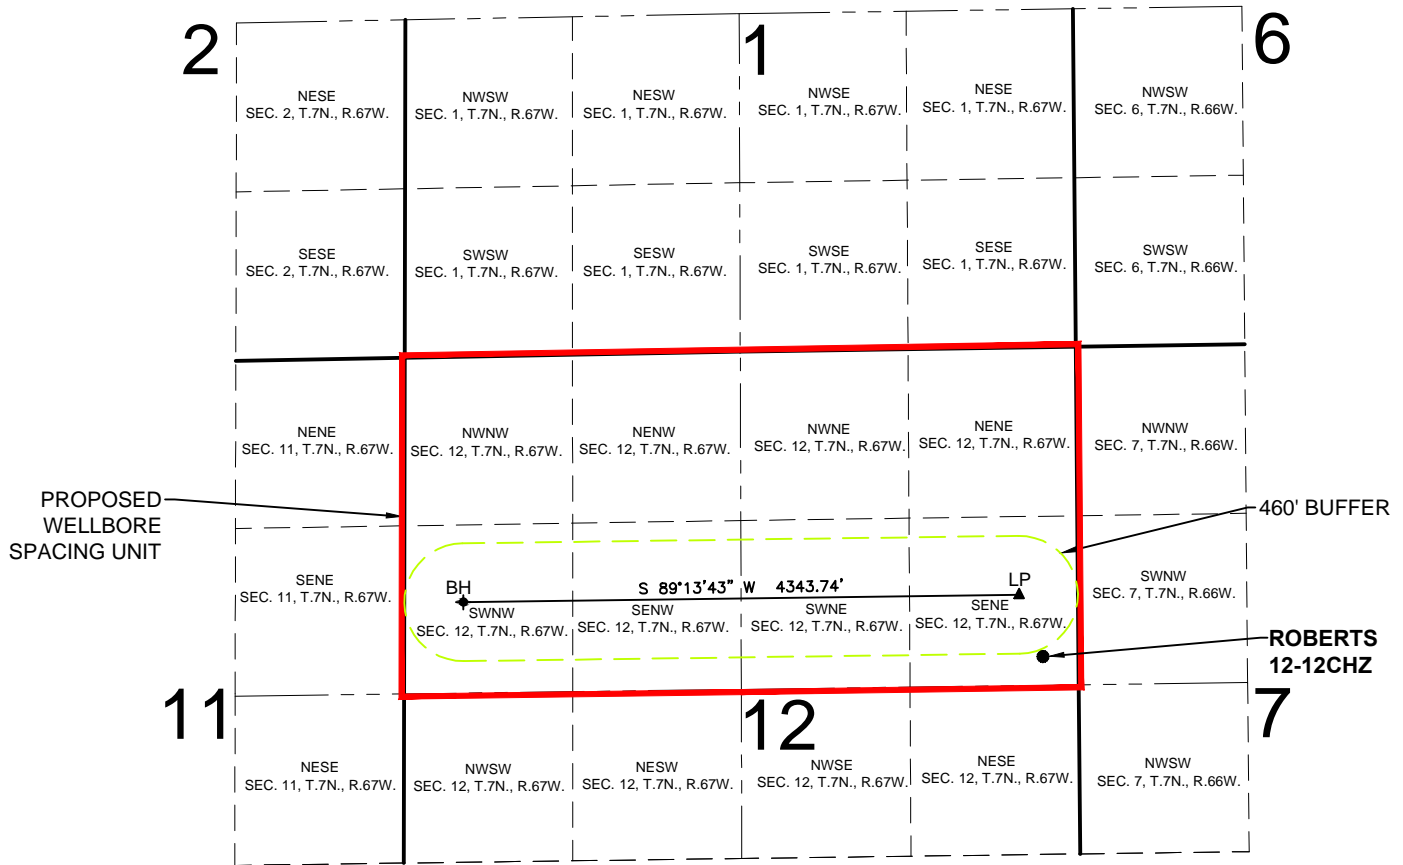 2
1
6
NESE
SEC. 2, T.7N., R.67W.
NWSW
SEC. 1, T.7N., R.67W.
NESW
SEC. 1, T.7N., R.67W.
NWSE
SEC. 1, T.7N., R.67W.
NESE
SEC. 1, T.7N., R.67W.
NWSW
SEC. 6, T.7N., R.66W.
SESE
SEC. 2, T.7N., R.67W.
SWSW
SEC. 1, T.7N., R.67W.
SESW
SEC. 1, T.7N., R.67W.
SWSE
SEC. 1, T.7N., R.67W.
SESE
SEC. 1, T.7N., R.67W.
SWSW
SEC. 6, T.7N., R.66W.
NENE
SEC. 11, T.7N., R.67W.
NWNW
SEC. 12, T.7N., R.67W.
NENW
SEC. 12, T.7N., R.67W.
NWNE
SEC. 12, T.7N., R.67W.
NENE
SEC. 12, T.7N., R.67W.
NWNW
SEC. 7, T.7N., R.66W.
PROPOSED
WELLBORE
SPACING UNIT
460' BUFFER
SENE
SEC. 11, T.7N., R.67W.
BH
S 89°13'43" W 4343.74'
LP
SWNW
SEC. 12, T.7N., R.67W.
SENW
SEC. 12, T.7N., R.67W.
SWNE
SEC. 12, T.7N., R.67W.
SENE
SEC. 12, T.7N., R.67W.
SWNW
SEC. 7, T.7N., R.66W.
ROBERTS
12-12CHZ
11
12
7
NESE
SEC. 11, T.7N., R.67W.
NWSW
SEC. 12, T.7N., R.67W.
NESW
SEC. 12, T.7N., R.67W.
NWSE
SEC. 12, T.7N., R.67W.
NESE
SEC. 12, T.7N., R.67W.
NWSW
SEC. 7, T.7N., R.66W.